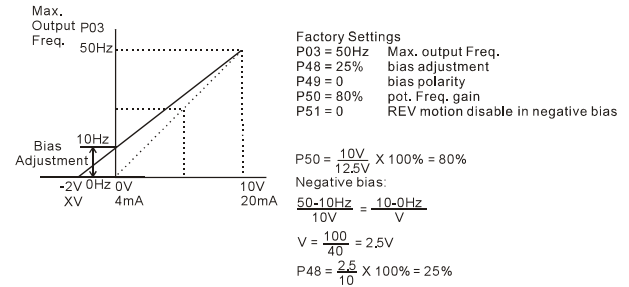 Max.
Output P03
Freq.
50Hz
10Hz
Bias
Adjustment
-2V 0Hz 0V 10V
XV 4mA 20mA
Factory Settings
P03 = 50Hz Max. output Freq.
P48 = 25% bias adjustment
P49 = 0 bias polarity
P50 = 80% pot. Freq. gain
P51 = 0 REV motion disable in negative bias
P50 = 10V/12.5V X 100% = 80%
Negative bias:
50-10Hz/10V = 10-0Hz/V
V = 100/40 = 2.5V
P48 = 2.5/10 X 100% = 25%